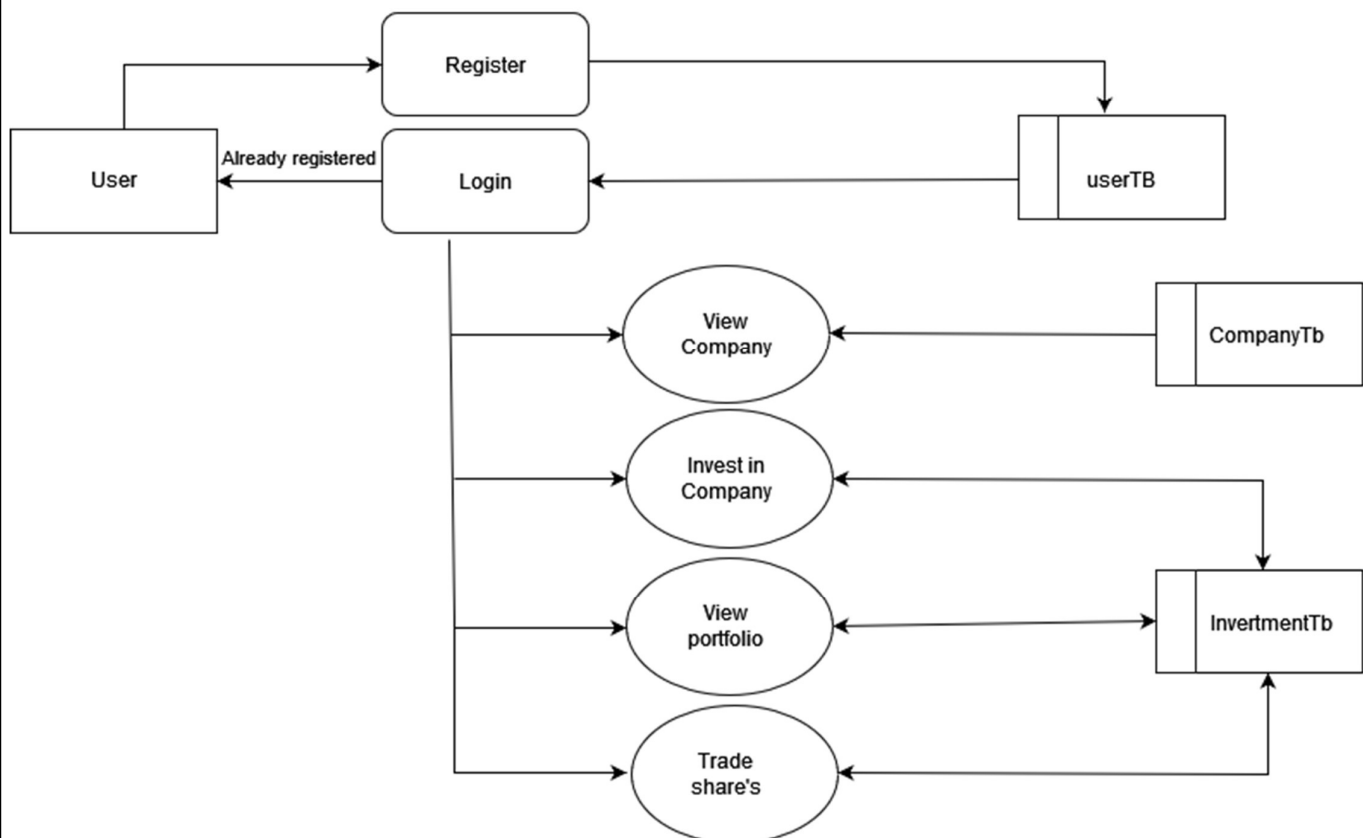 Register
User
Already registered
Login
userTB
View
Company
CompanyTb
Invest in
Company
View
portfolio
InvertmentTb
Trade
share's